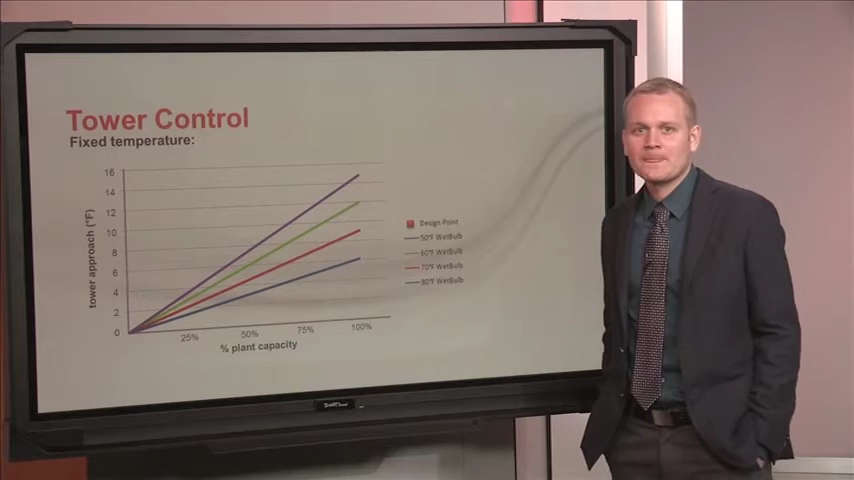 Tower Control
Fixed temperature:
16
14
12
10
8
6
4
2
0
tower approach (°F)
25%
50%
75%
100%
% plant capacity
Design Point
50°F WetBulb
60°F WetBulb
70°F WetBulb
80°F WetBulb